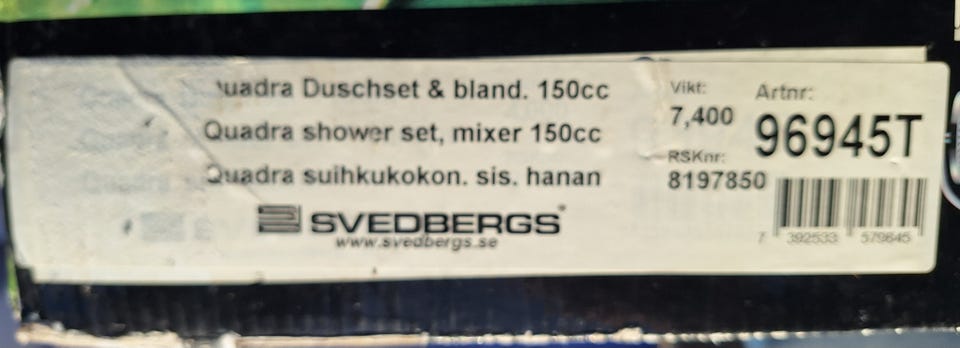 Quadra Duschset & bland. 150cc
Quadra shower set, mixer 150cc
Quadra suihkukokon. sis. hanan
SVEDBERGS
www.svedbergs.se
Vikt:
7,400
RSKnr:
8197850
Artnr:
96945T
7 392533 579645